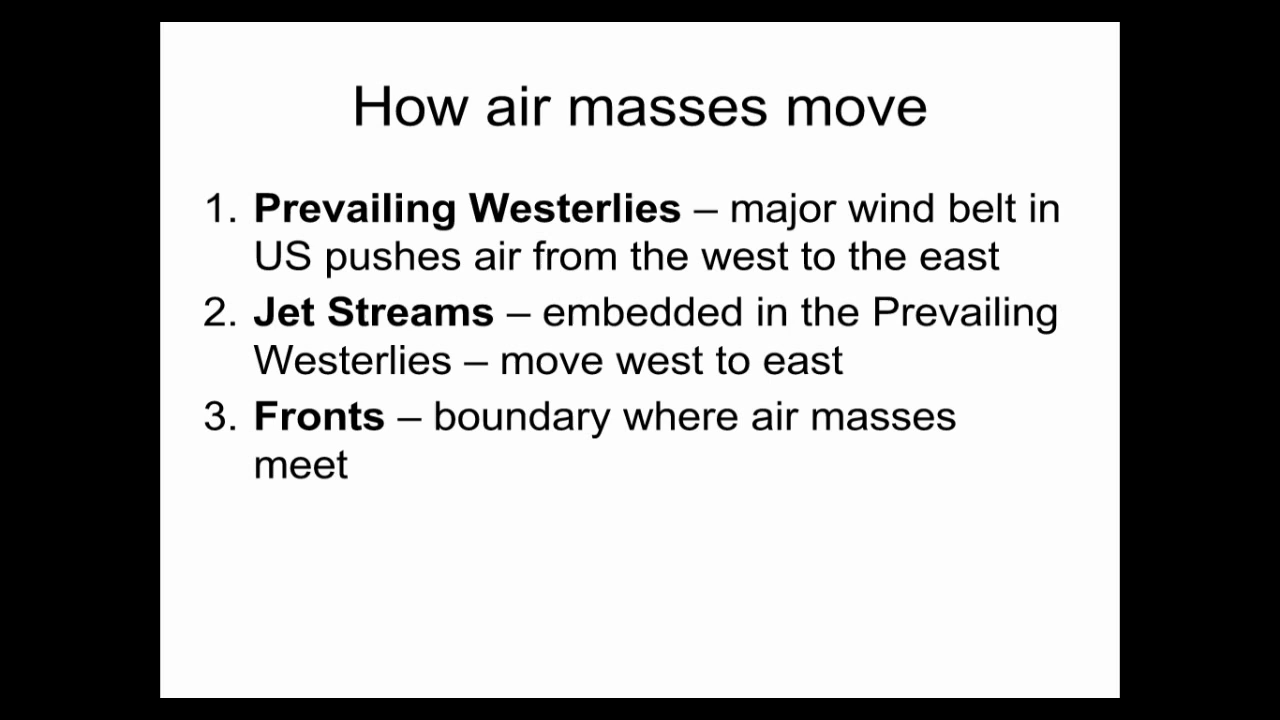 How air masses move
1. Prevailing Westerlies – major wind belt in
US pushes air from the west to the east
2. Jet Streams – embedded in the Prevailing
Westerlies – move west to east
3. Fronts – boundary where air masses
meet